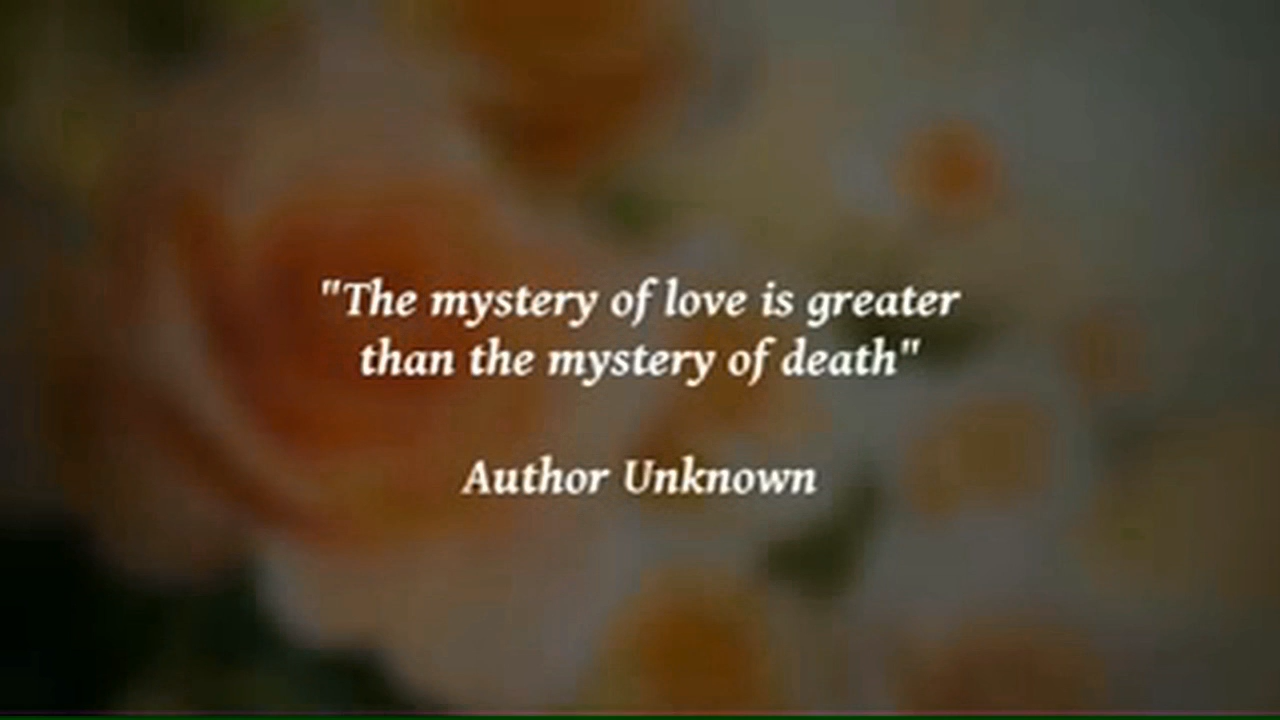 "The mystery of love is greater
than the mystery of death"
Author Unknown